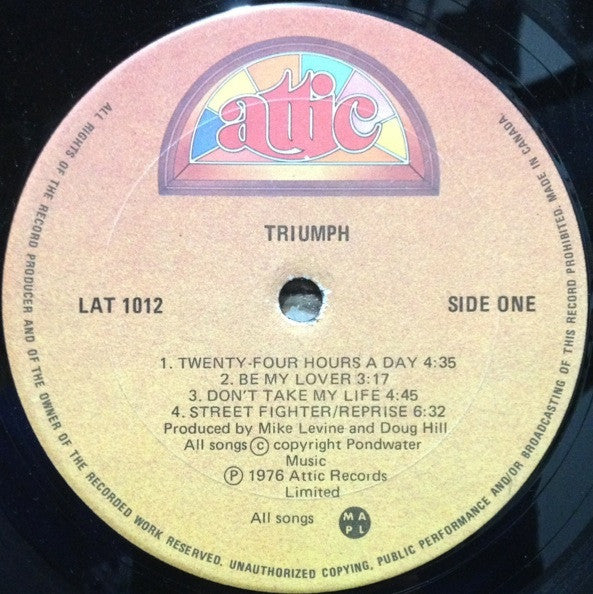 attic
TRIUMPH
LAT 1012
SIDE ONE
1. TWENTY-FOUR HOURS A DAY 4:35
2. BE MY LOVER 3:17
3. DON'T TAKE MY LIFE 4:45
4. STREET FIGHTER/REPRISE 6:32
Produced by Mike Levine and Doug Hill
All songs © copyright Pondwater
Music
℗ 1976 Attic Records
Limited
All songs
M A
P L
ALL RIGHTS OF THE RECORD PRODUCER AND OF THE OWNER OF THE RECORDED WORK RESERVED. UNAUTHORIZED COPYING, PUBLIC PERFORMANCE AND/OR BROADCASTING OF THIS RECORD PROHIBITED. MADE IN CANADA.